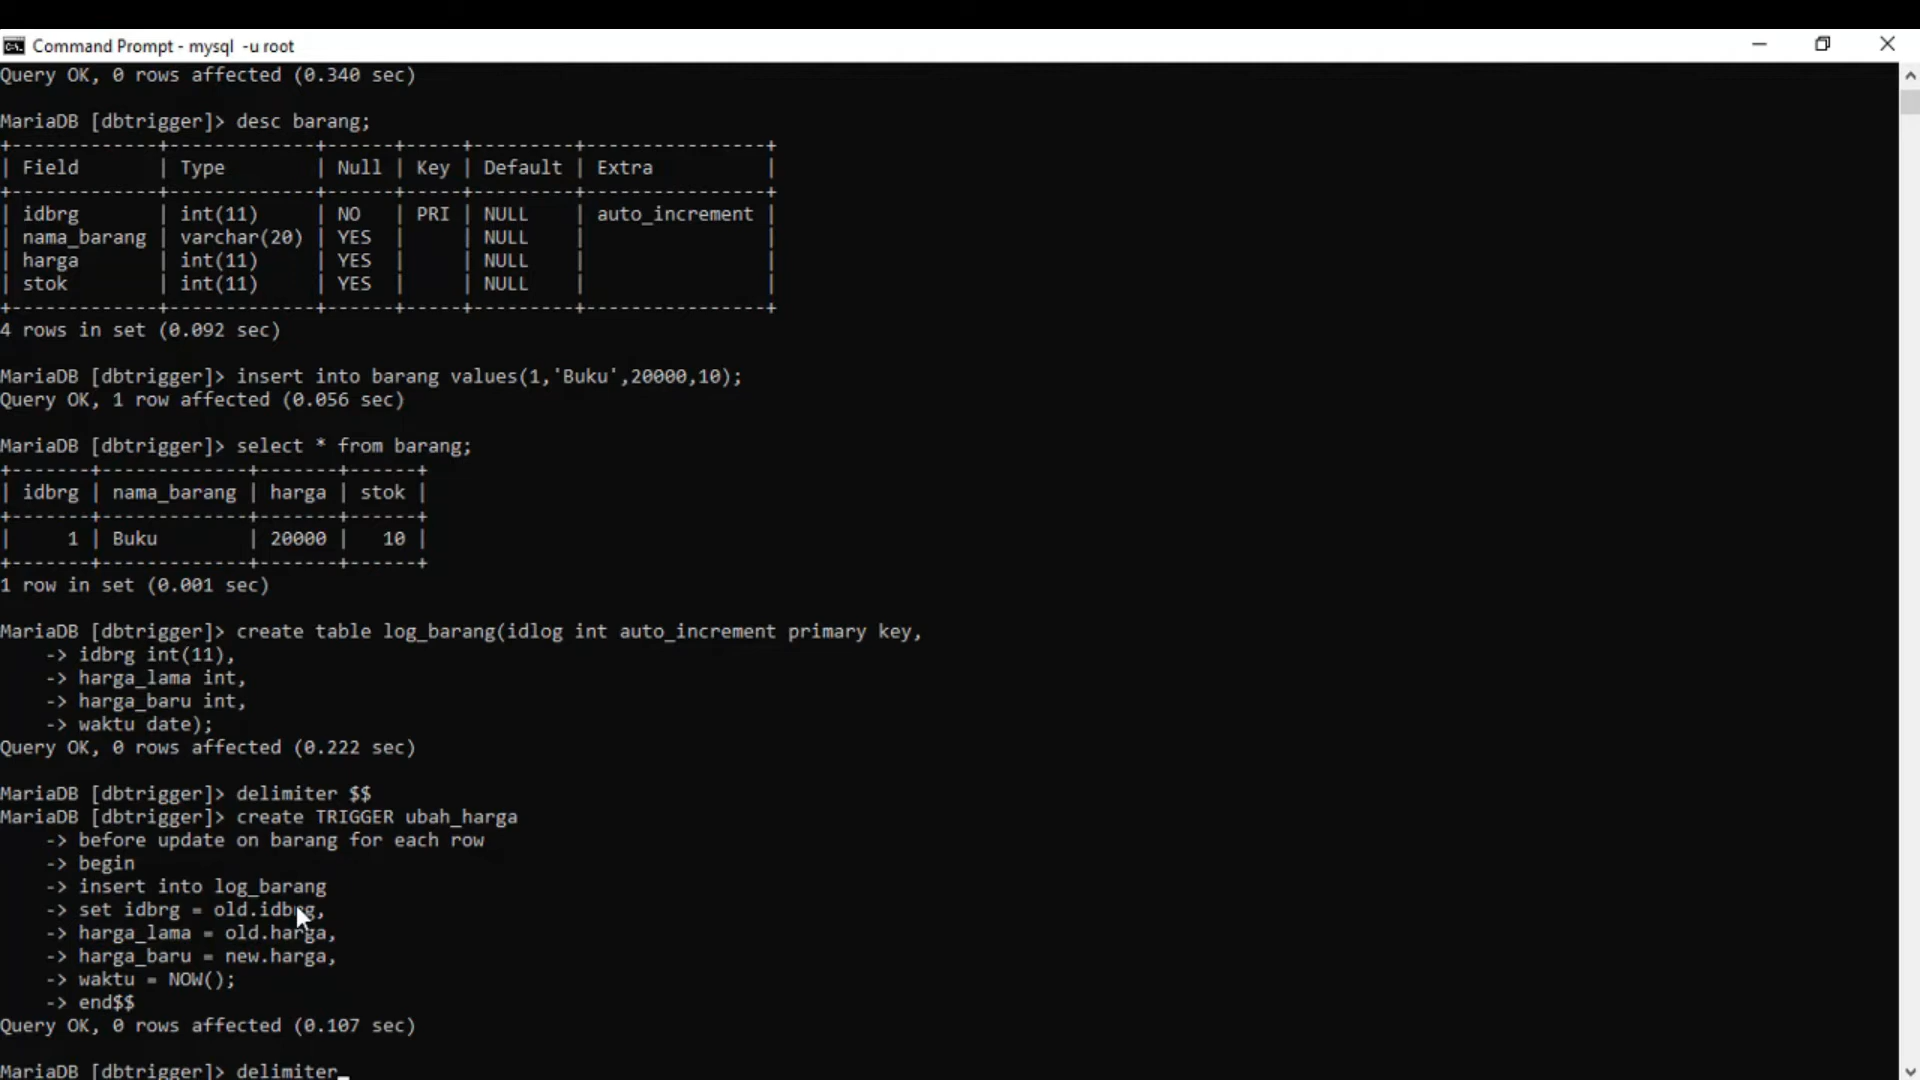 Command Prompt - mysql  -u root
Query OK, 0 rows affected (0.340 sec)
MariaDB [dbtrigger]> desc barang;
+-------------+-------------+------+-----+---------+----------------+
| Field       | Type        | Null | Key | Default | Extra          |
+-------------+-------------+------+-----+---------+----------------+
| idbrg       | int(11)     | NO   | PRI | NULL    | auto_increment |
| nama_barang | varchar(20) | YES  |     | NULL    |                |
| harga       | int(11)     | YES  |     | NULL    |                |
| stok        | int(11)     | YES  |     | NULL    |                |
+-------------+-------------+------+-----+---------+----------------+
4 rows in set (0.092 sec)
MariaDB [dbtrigger]> insert into barang values(1,'Buku',20000,10);
Query OK, 1 row affected (0.056 sec)
MariaDB [dbtrigger]> select * from barang;
+-------+-------------+-------+------+
| idbrg | nama_barang | harga | stok |
+-------+-------------+-------+------+
|     1 | Buku        | 20000 |   10 |
+-------+-------------+-------+------+
1 row in set (0.001 sec)
MariaDB [dbtrigger]> create table log_barang(idlog int auto_increment primary key,
    -> idbrg int(11),
    -> harga_lama int,
    -> harga_baru int,
    -> waktu date);
Query OK, 0 rows affected (0.222 sec)
MariaDB [dbtrigger]> delimiter $$
MariaDB [dbtrigger]> create TRIGGER ubah_harga
    -> before update on barang for each row
    -> begin
    -> insert into log_barang
    -> set idbrg = old.idbrg,
    -> harga_lama = old.harga,
    -> harga_baru = new.harga,
    -> waktu = NOW();
    -> end$$
Query OK, 0 rows affected (0.107 sec)
MariaDB [dbtrigger]> delimiter_